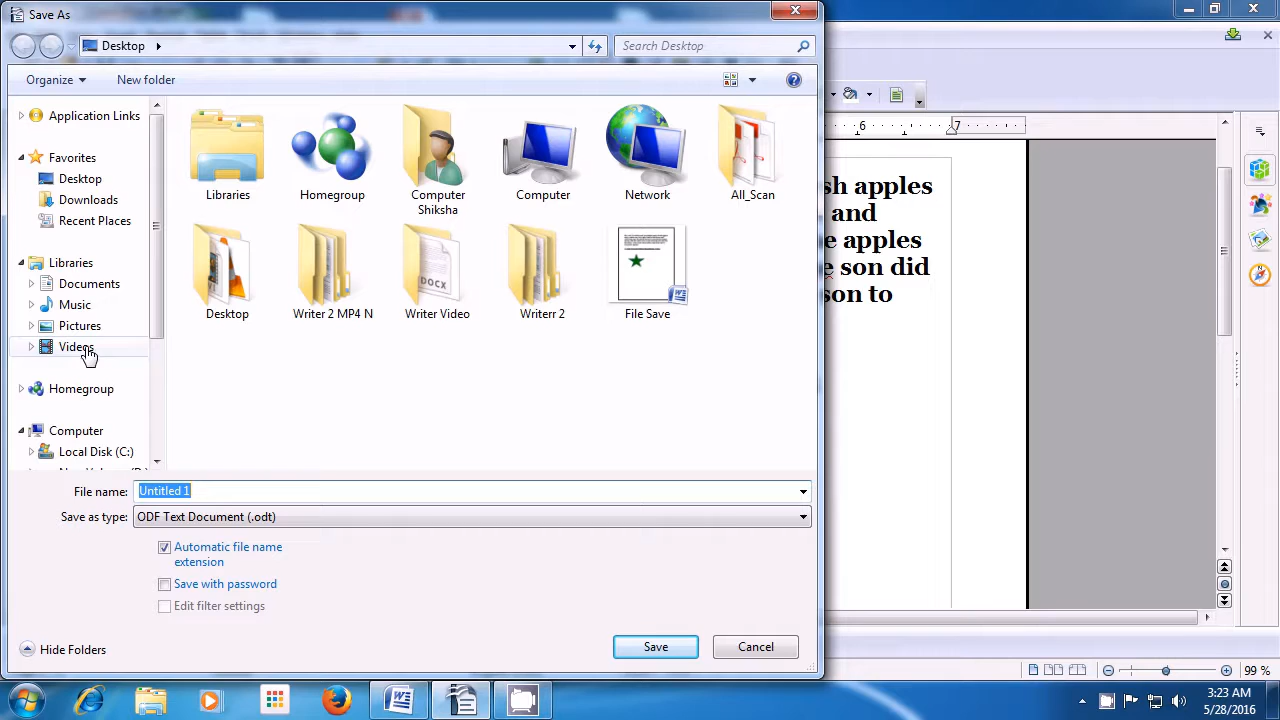 Save As
Desktop
Search Desktop
Organize
New folder
Application Links
Favorites
Desktop
Downloads
Recent Places
Libraries
Documents
Music
Pictures
Videos
Homegroup
Computer
Local Disk (C:)
Libraries
Homegroup
Computer Shiksha
Computer
Network
All_Scan
Desktop
Writer 2 MP4 N
Writer Video
Writerr 2
File Save
DOCX
File name:
Untitled 1
Save as type:
ODF Text Document (.odt)
Automatic file name
extension
Save with password
Edit filter settings
Hide Folders
Save
Cancel
6 7
sh apples
and
e apples
e son did
son to
99 %
3:23 AM
5/28/2016